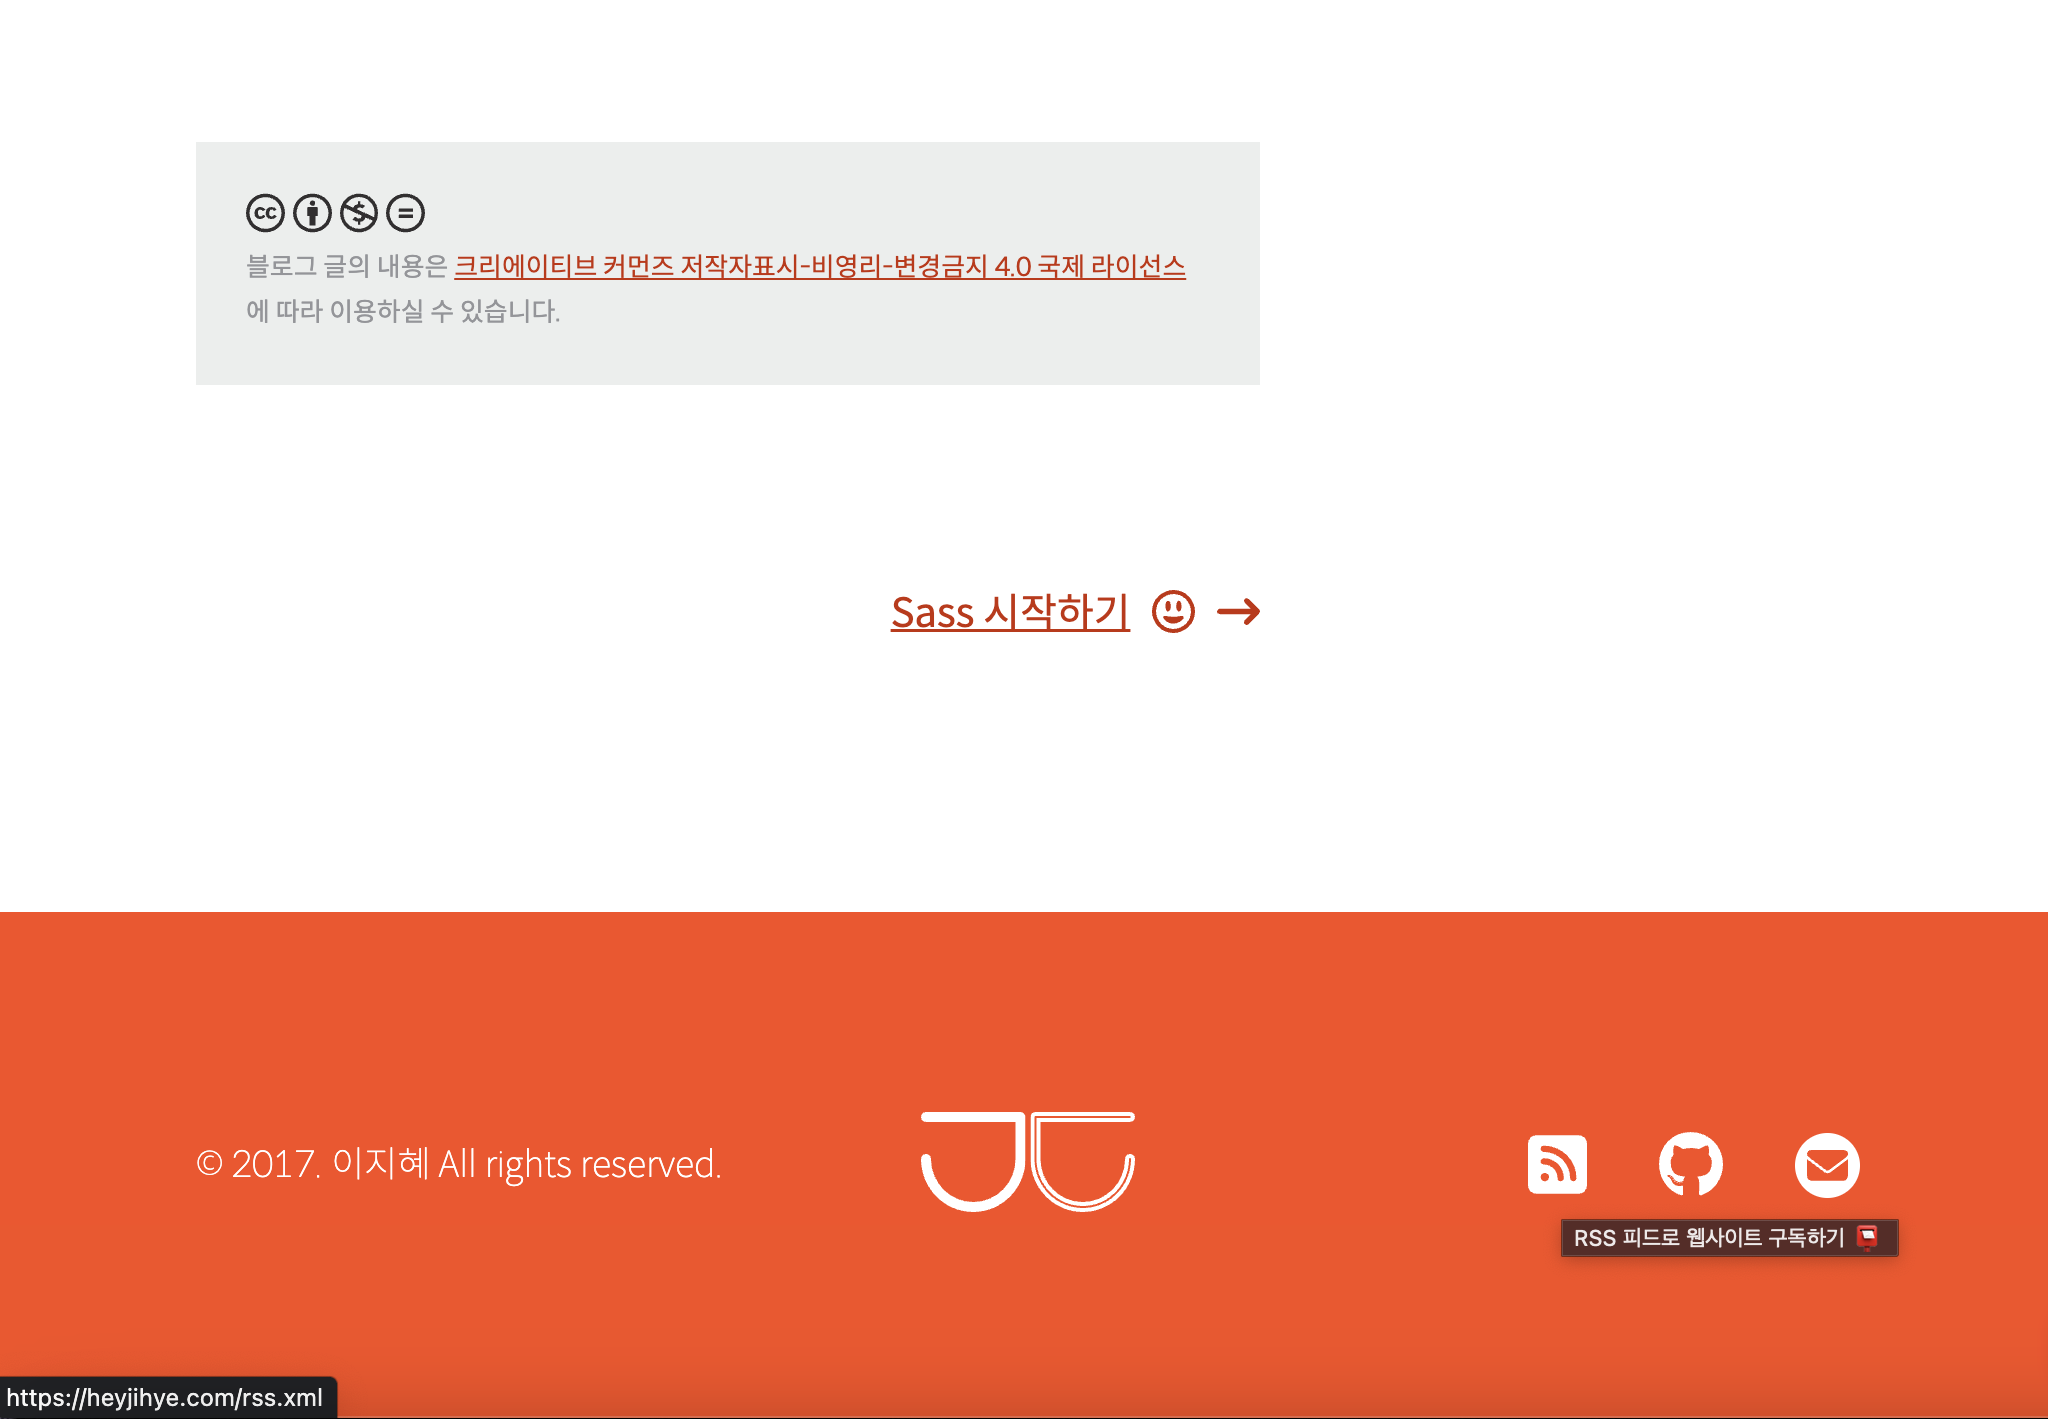 블로그 글의 내용은 크리에이티브 커먼즈 저작자표시-비영리-변경금지 4.0 국제 라이선스
에 따라 이용하실 수 있습니다.
Sass 시작하기
© 2017. 이지혜 All rights reserved.
RSS 피드로 웹사이트 구독하기
https://heyjihye.com/rss.xml